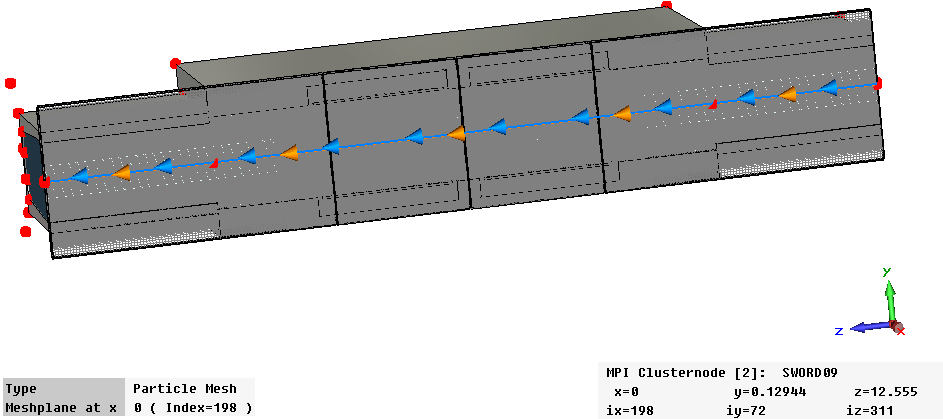 y
z
x
Type Particle Mesh
Meshplane at x 0 ( Index=198 )
MPI Clusternode [2]: SWORD09
x=0 y=0.12944 z=12.555
ix=198 iy=72 iz=311